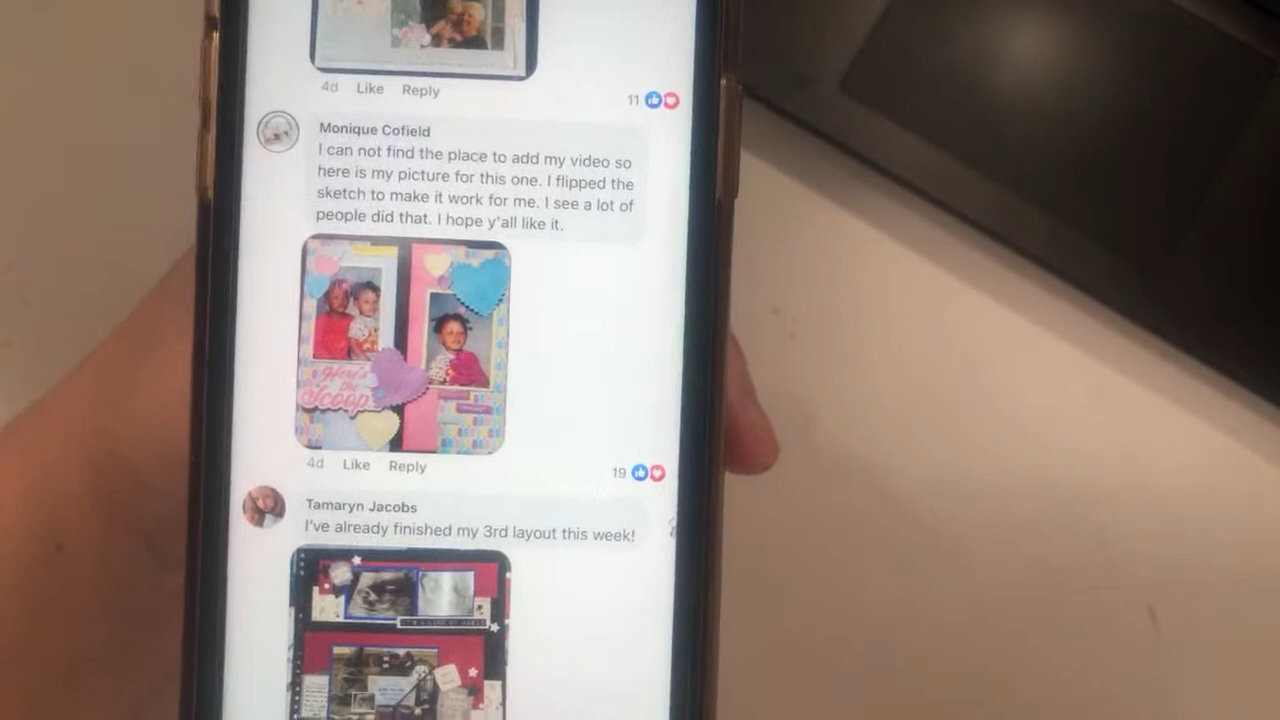 4d Like Reply
11
Monique Cofield
I can not find the place to add my video so
here is my picture for this one. I flipped the
sketch to make it work for me. I see a lot of
people did that. I hope y'all like it.
Here's
the
Scoop
4d Like Reply
19
Tamaryn Jacobs
I've already finished my 3rd layout this week!